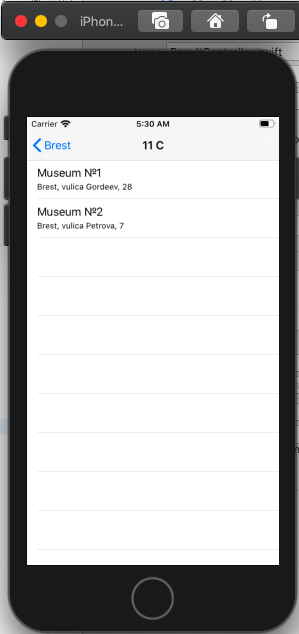 iPhon...
Carrier 5:30 AM
Brest 11 C
Museum №1
Brest, vulica Gordeev, 28
Museum №2
Brest, vulica Petrova, 7